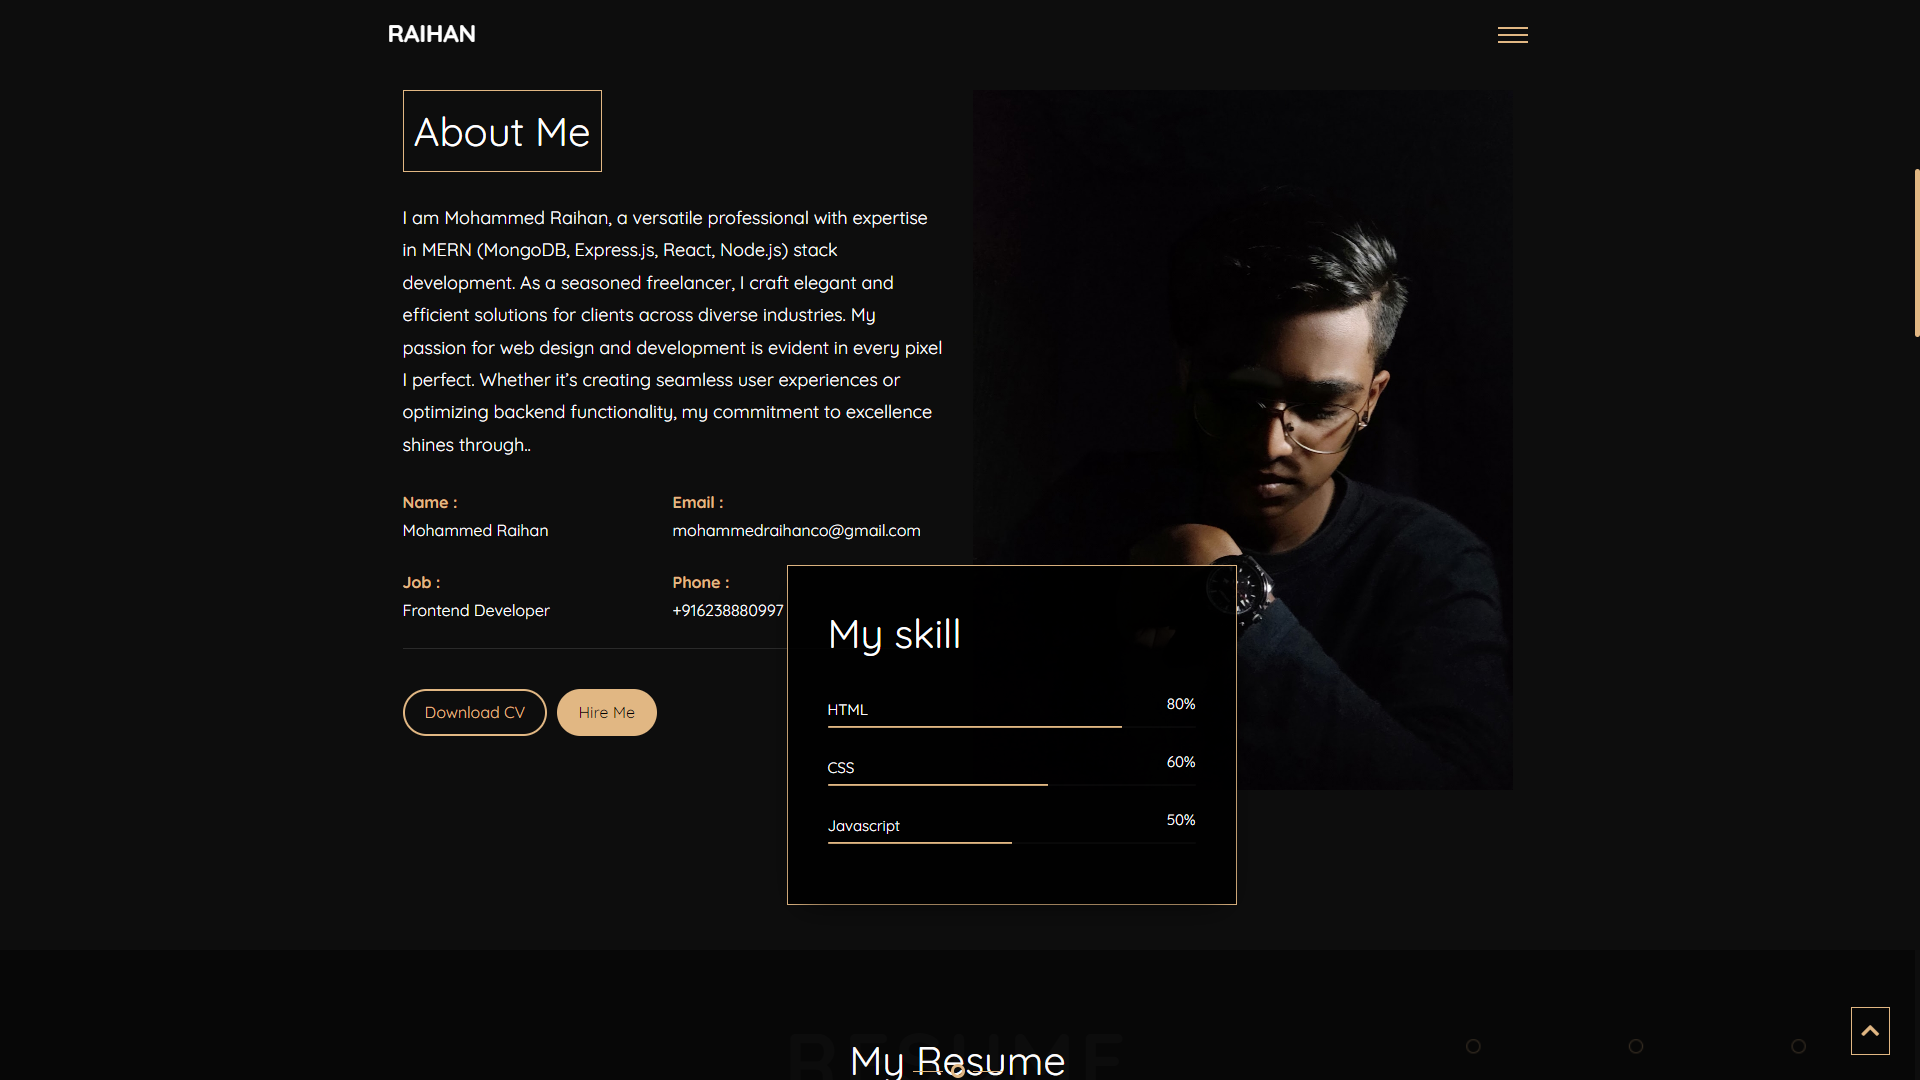 RAIHAN
About Me
I am Mohammed Raihan, a versatile professional with expertise
in MERN (MongoDB, Express.js, React, Node.js) stack
development. As a seasoned freelancer, I craft elegant and
efficient solutions for clients across diverse industries. My
passion for web design and development is evident in every pixel
I perfect. Whether it’s creating seamless user experiences or
optimizing backend functionality, my commitment to excellence
shines through..
Name :
Mohammed Raihan
Email :
mohammedraihanco@gmail.com
Job :
Frontend Developer
Phone :
+916238880997
Download CV
Hire Me
My skill
HTML
80%
CSS
60%
Javascript
50%
RESUME
My Resume